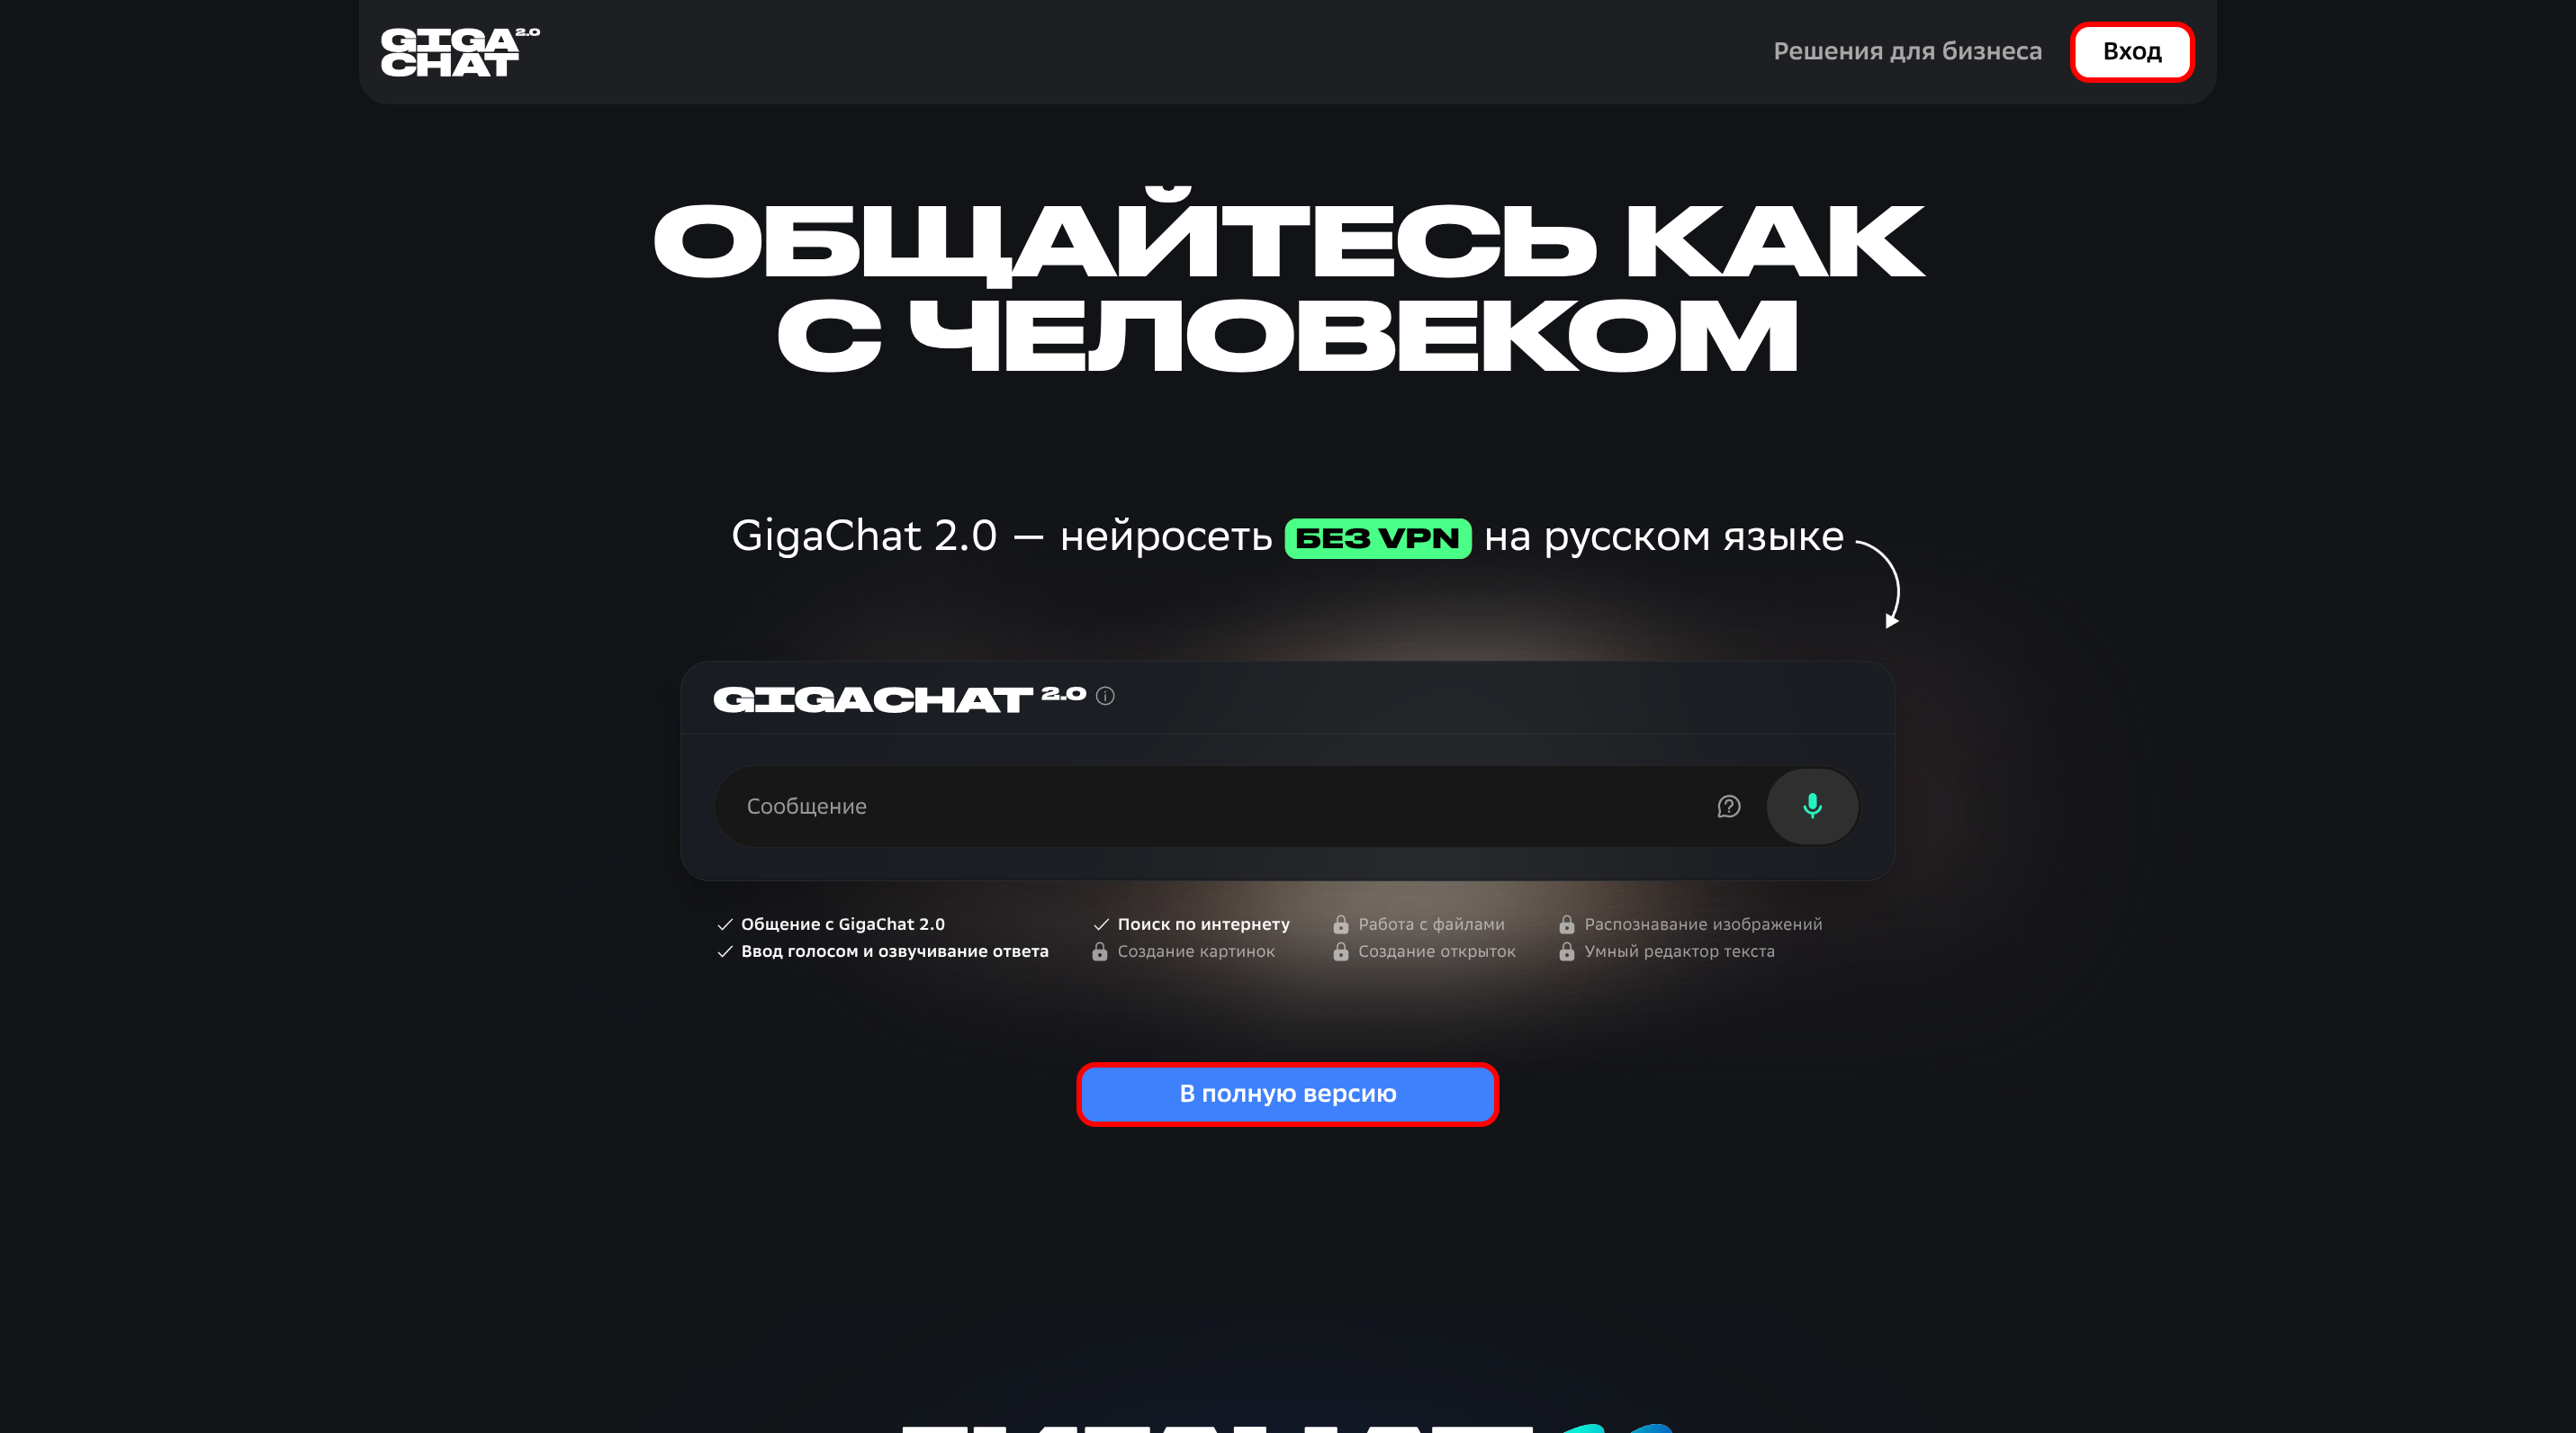 GIGA 2.0
CHAT
Решения для бизнеса
Вход
ОБЩАЙТЕСЬ КАК
С ЧЕЛОВЕКОМ
GigaChat 2.0 — нейросеть БЕЗ VPN на русском языке
GIGACHAT 2.0
Сообщение
Общение с GigaChat 2.0
Поиск по интернету
Работа с файлами
Распознавание изображений
Ввод голосом и озвучивание ответа
Создание картинок
Создание открыток
Умный редактор текста
В полную версию